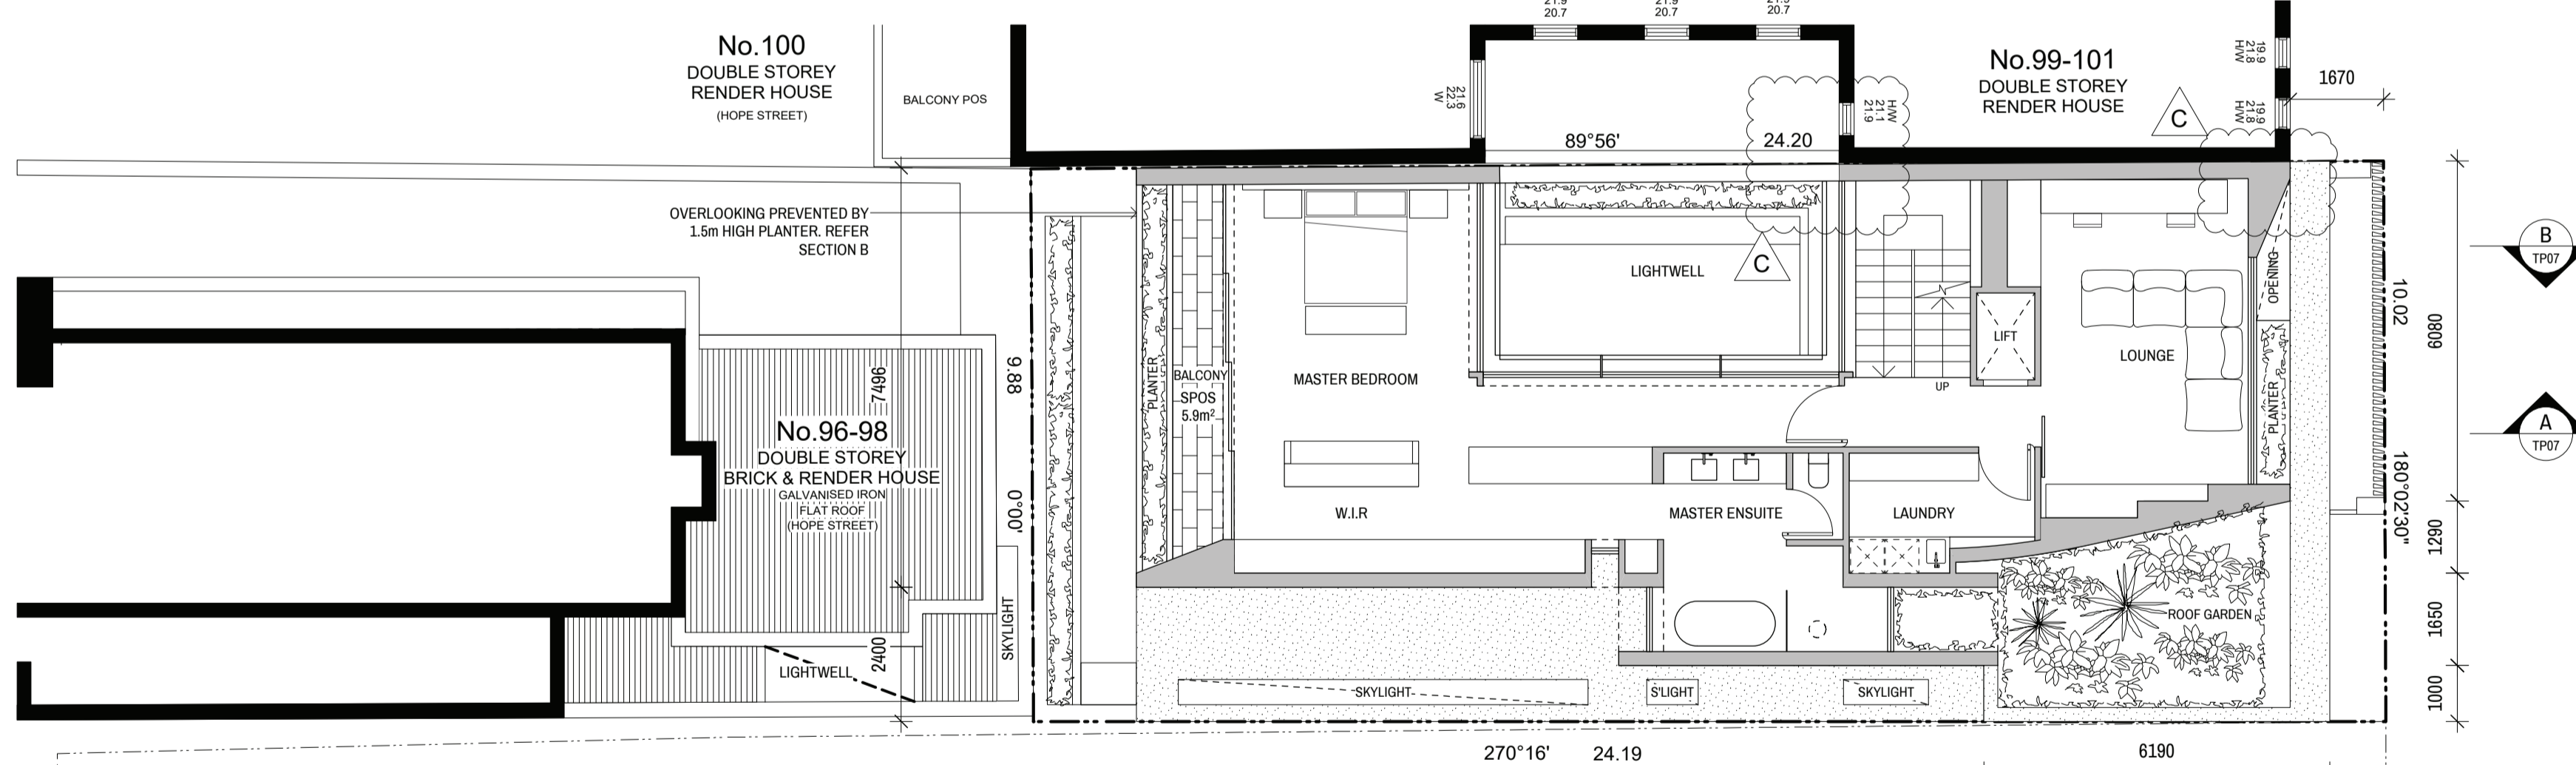 21.9
20.7
21.9
20.7
21.9
20.7
No.100
DOUBLE STOREY
RENDER HOUSE
(HOPE STREET)
BALCONY POS
21.6
22.3
W
89°56'
24.20
H/W
21.1
21.9
No.99-101
DOUBLE STOREY
RENDER HOUSE
C
19.9
21.8
H/W
19.9
21.8
H/W
1670
OVERLOOKING PREVENTED BY
1.5m HIGH PLANTER. REFER
SECTION B
LIGHTWELL
C
B
TP07
OPENING
10.02
6080
LIFT
LOUNGE
PLANTER
BALCONY
SPOS
5.9m²
MASTER BEDROOM
UP
N
9.88
7496
PLANTER
A
TP07
No.96-98
DOUBLE STOREY
BRICK & RENDER HOUSE
GALVANISED IRON
FLAT ROOF
(HOPE STREET)
0°00'
W.I.R
MASTER ENSUITE
LAUNDRY
180°02'30"
1290
SKYLIGHT
ROOF GARDEN
1650
2400
LIGHTWELL
SKYLIGHT
S'LIGHT
SKYLIGHT
1000
270°16'
24.19
6190